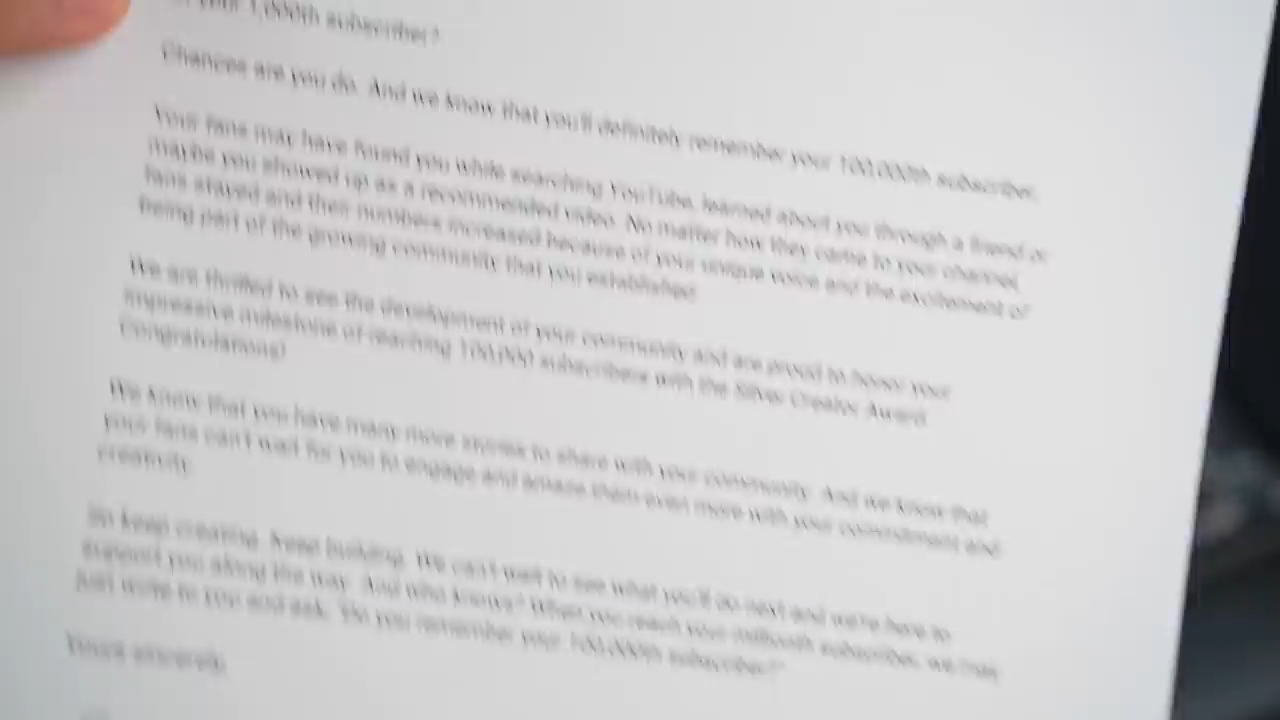 your 1,000th subscriber?
Chances are you do. And we know that you'll definitely remember your 100,000th subscriber.
Your fans may have found you while searching YouTube, learned about you through a friend or
maybe you showed up as a recommended video. No matter how they came to your channel,
fans stayed and their numbers increased because of your unique voice and the excitement of
being part of the growing community that you established.
We are thrilled to see the development of your community and are proud to honor your
impressive milestone of reaching 100,000 subscribers with the Silver Creator Award.
Congratulations!
We know that you have many more stories to share with your community. And we know that
your fans can't wait for you to engage and amaze them even more with your commitment and
creativity.
So keep creating. Keep building. We can't wait to see what you'll do next and we're here to
support you along the way. And who knows? When you reach your millionth subscriber, we may
just write to you and ask, 'Do you remember your 100,000th subscriber?'
Yours sincerely,